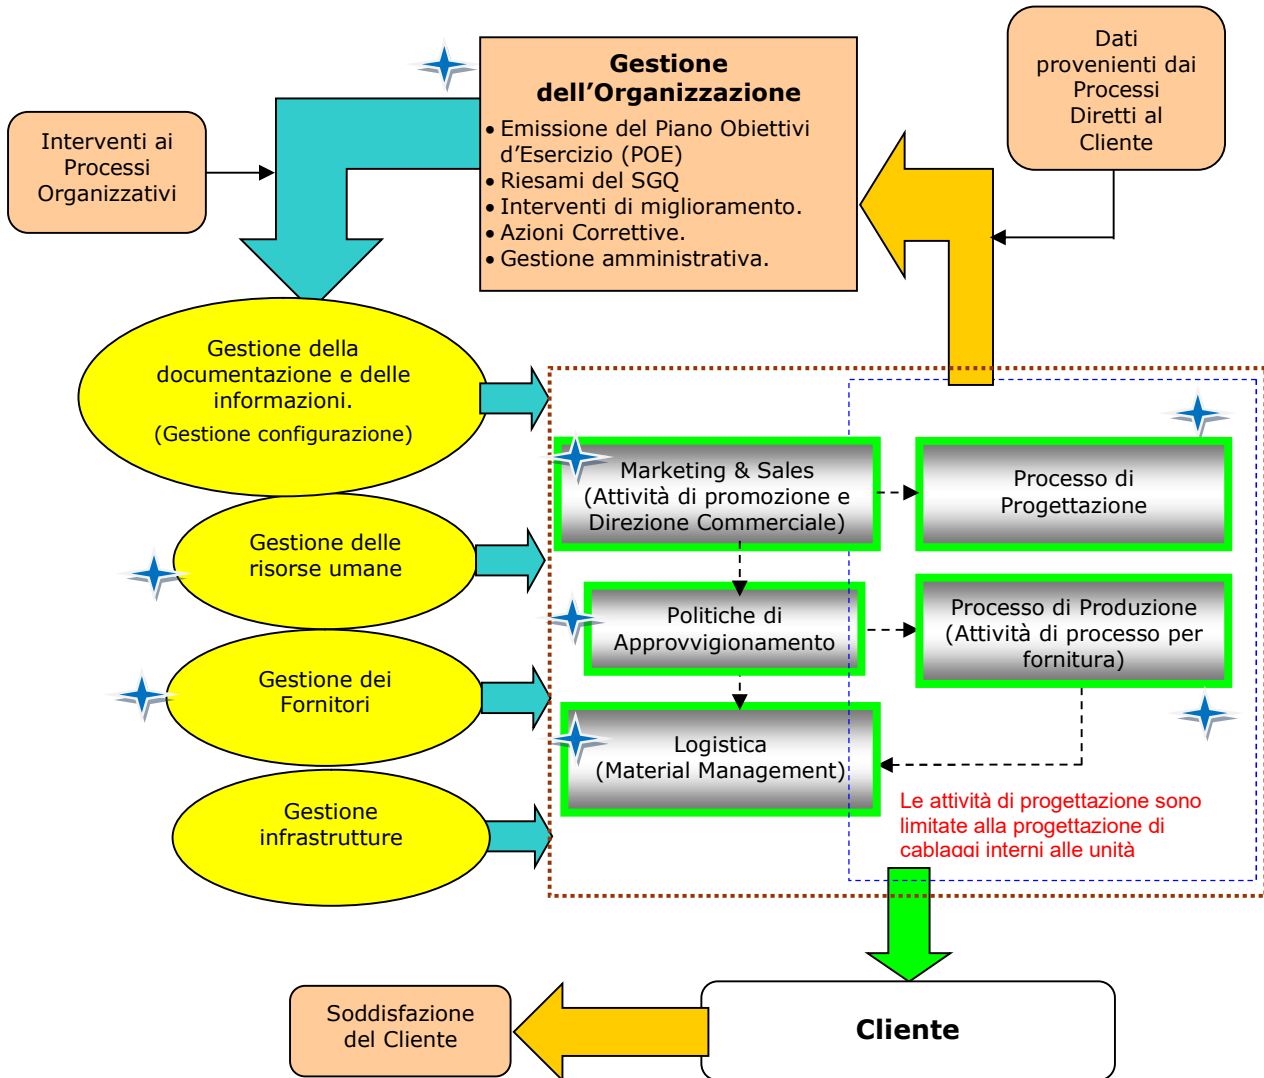 Gestione
dell'Organizzazione
• Emissione del Piano Obiettivi
d'Esercizio (POE)
• Riesami del SGQ
• Interventi di miglioramento.
• Azioni Correttive.
• Gestione amministrativa.
Dati
provenienti dai
Processi
Diretti al
Cliente
Interventi ai
Processi
Organizzativi
Gestione della
documentazione e delle
informazioni.
(Gestione configurazione)
Gestione delle
risorse umane
Gestione dei
Fornitori
Gestione
infrastrutture
Marketing & Sales
(Attività di promozione e
Direzione Commerciale)
Processo di
Progettazione
Politiche di
Approvvigionamento
Processo di Produzione
(Attività di processo per
fornitura)
Logistica
(Material Management)
Le attività di progettazione sono
limitate alla progettazione di
cablaggi interni alle unità
Cliente
Soddisfazione
del Cliente